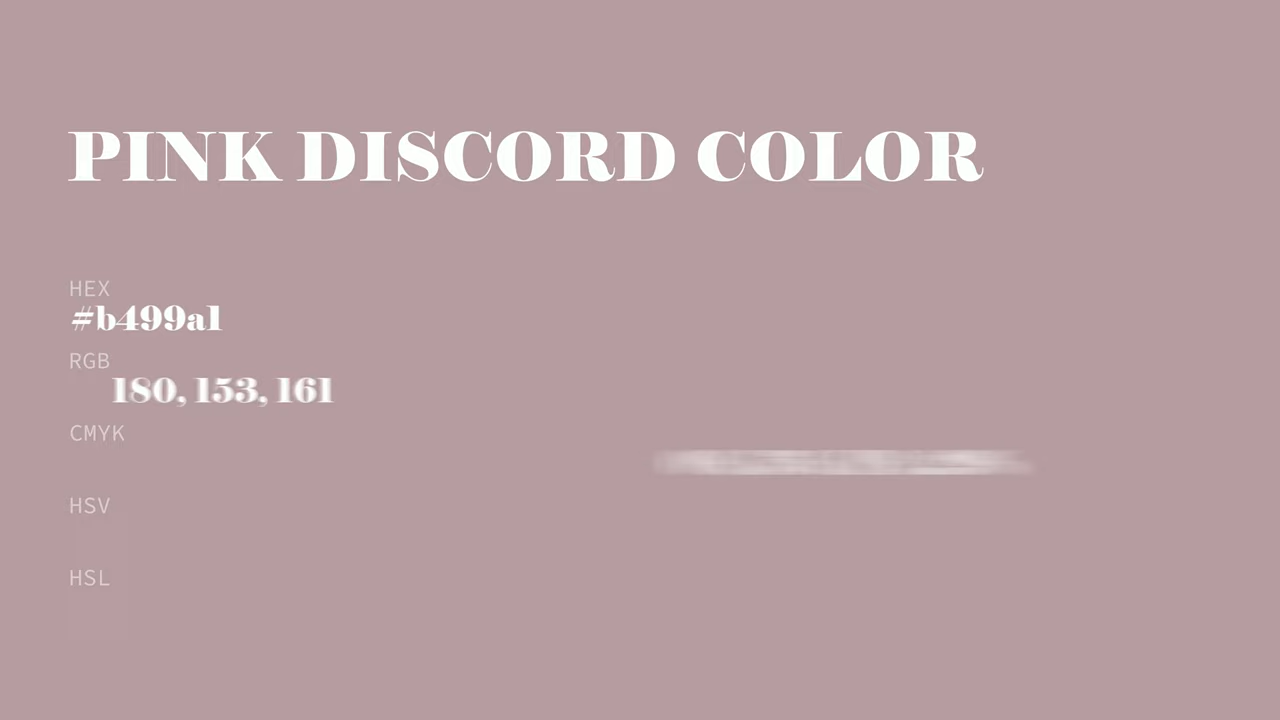 PINK DISCORD COLOR
HEX
#b499a1
RGB
180, 153, 161
CMYK
HSV
HSL